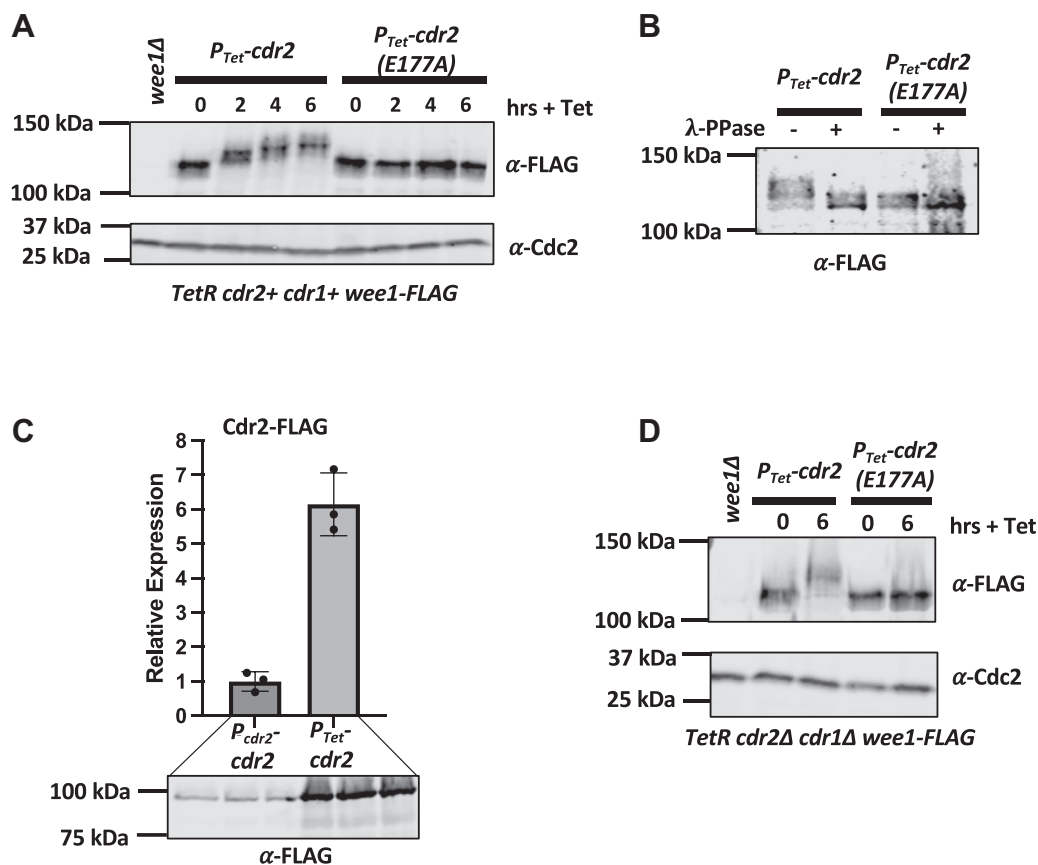 A
wee1Δ
P_Tet-cdr2
P_Tet-cdr2
(E177A)
0 2 4 6 0 2 4 6 hrs + Tet
150 kDa
α-FLAG
100 kDa
37 kDa
α-Cdc2
25 kDa
TetR cdr2+ cdr1+ wee1-FLAG
B
P_Tet-cdr2
P_Tet-cdr2
(E177A)
λ-PPase - + - +
150 kDa
100 kDa
α-FLAG
C
Cdr2-FLAG
Relative Expression
8
7
6
5
4
3
2
1
0
P_cdr2-
cdr2
P_Tet-
cdr2
100 kDa
75 kDa
α-FLAG
D
wee1Δ
P_Tet-cdr2
P_Tet-cdr2
(E177A)
0 6 0 6 hrs + Tet
150 kDa
α-FLAG
100 kDa
37 kDa
α-Cdc2
25 kDa
TetR cdr2Δ cdr1Δ wee1-FLAG